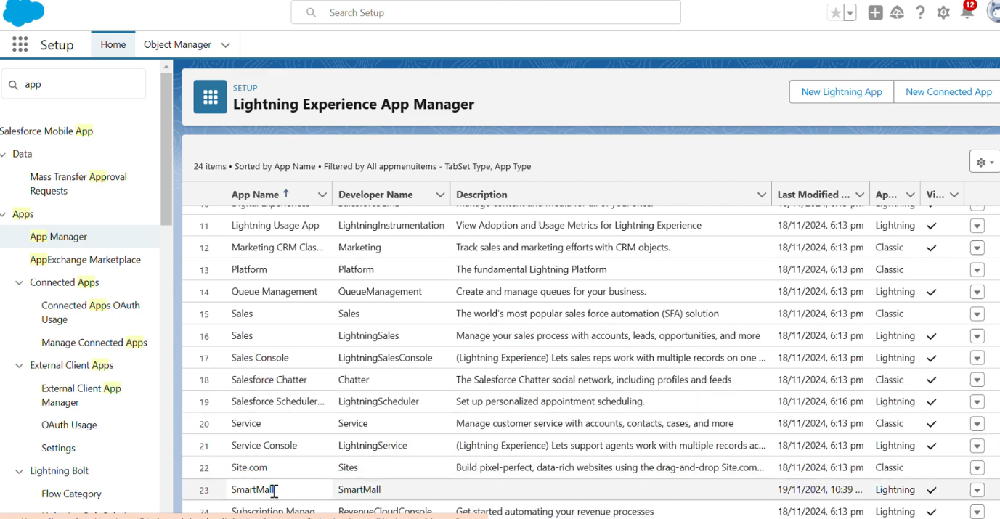 Search Setup
12
Setup
Home
Object Manager
app
Salesforce Mobile App
Data
Mass Transfer Approval
Requests
Apps
App Manager
AppExchange Marketplace
Connected Apps
Connected Apps OAuth
Usage
Manage Connected Apps
External Client Apps
External Client App
Manager
OAuth Usage
Settings
Lightning Bolt
Flow Category
SETUP
Lightning Experience App Manager
New Lightning App
New Connected App
24 items • Sorted by App Name • Filtered by All appmenuitems - TabSet Type, App Type
App Name Developer Name Description Last Modified ... Ap... Vi...
11 Lightning Usage App LightningInstrumentation View Adoption and Usage Metrics for Lightning Experience 18/11/2024, 6:13 pm Lightning
12 Marketing CRM Clas... Marketing Track sales and marketing efforts with CRM objects. 18/11/2024, 6:13 pm Classic
13 Platform Platform The fundamental Lightning Platform 18/11/2024, 6:13 pm Classic
14 Queue Management QueueManagement Create and manage queues for your business. 18/11/2024, 6:13 pm Lightning
15 Sales Sales The world's most popular sales force automation (SFA) solution 18/11/2024, 6:13 pm Classic
16 Sales LightningSales Manage your sales process with accounts, leads, opportunities, and more 18/11/2024, 6:13 pm Lightning
17 Sales Console LightningSalesConsole (Lightning Experience) Lets sales reps work with multiple records on one ... 18/11/2024, 6:13 pm Lightning
18 Salesforce Chatter Chatter The Salesforce Chatter social network, including profiles and feeds 18/11/2024, 6:13 pm Classic
19 Salesforce Scheduler... LightningScheduler Set up personalized appointment scheduling. 18/11/2024, 6:16 pm Lightning
20 Service Service Manage customer service with accounts, contacts, cases, and more 18/11/2024, 6:13 pm Classic
21 Service Console LightningService (Lightning Experience) Lets support agents work with multiple records ac... 18/11/2024, 6:13 pm Lightning
22 Site.com Sites Build pixel-perfect, data-rich websites using the drag-and-drop Site.com... 18/11/2024, 6:13 pm Classic
23 SmartMall SmartMall 19/11/2024, 10:39 ... Lightning
24 Subscription Manag RevenueCloudConsole Get started automating your revenue processes 18/11/2024, 6:13 pm Lightning